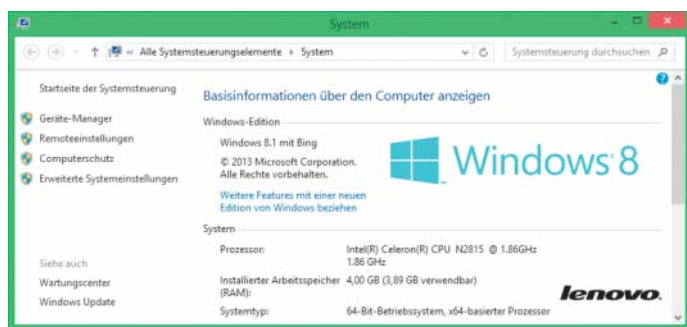 System
Alle Systemsteuerungselemente
System
Systemsteuerung durchsuchen
Startseite der Systemsteuerung
Geräte-Manager
Remoteeinstellungen
Computerschutz
Erweiterte Systemeinstellungen
Siehe auch
Wartungscenter
Windows Update
Basisinformationen über den Computer anzeigen
Windows-Edition
Windows 8.1 mit Bing
© 2013 Microsoft Corporation.
Alle Rechte vorbehalten.
Weitere Features mit einer neuen
Edition von Windows beziehen
Windows 8
System
Prozessor: Intel(R) Celeron(R) CPU N2815 @ 1.86GHz
1.86 GHz
Installierter Arbeitsspeicher 4,00 GB (3,89 GB verwendbar)
(RAM):
Systemtyp: 64-Bit-Betriebssystem, x64-basierter Prozessor
lenovo.